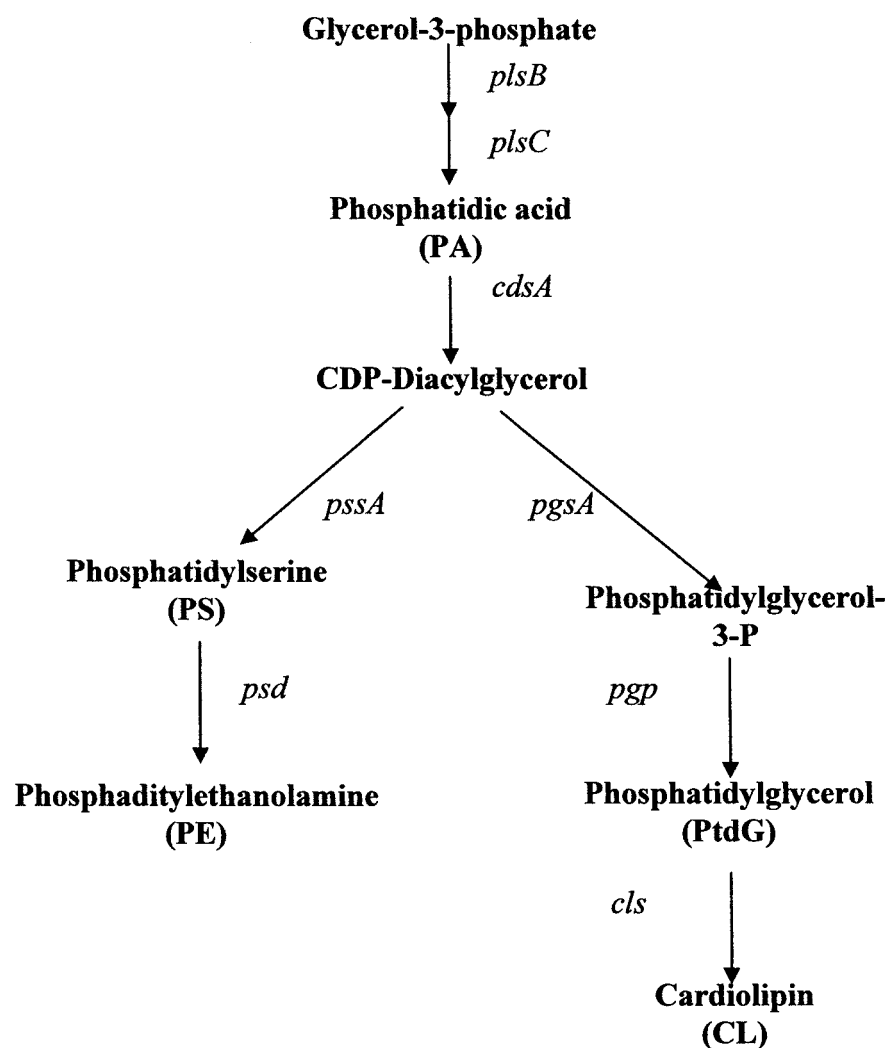 Glycerol-3-phosphate
plsB
plsC
Phosphatidic acid
(PA)
cdsA
CDP-Diacylglycerol
pssA
pgsA
Phosphatidylserine
(PS)
Phosphatidylglycerol-
3-P
psd
pgp
Phosphaditylethanolamine
(PE)
Phosphatidylglycerol
(PtdG)
cls
Cardiolipin
(CL)